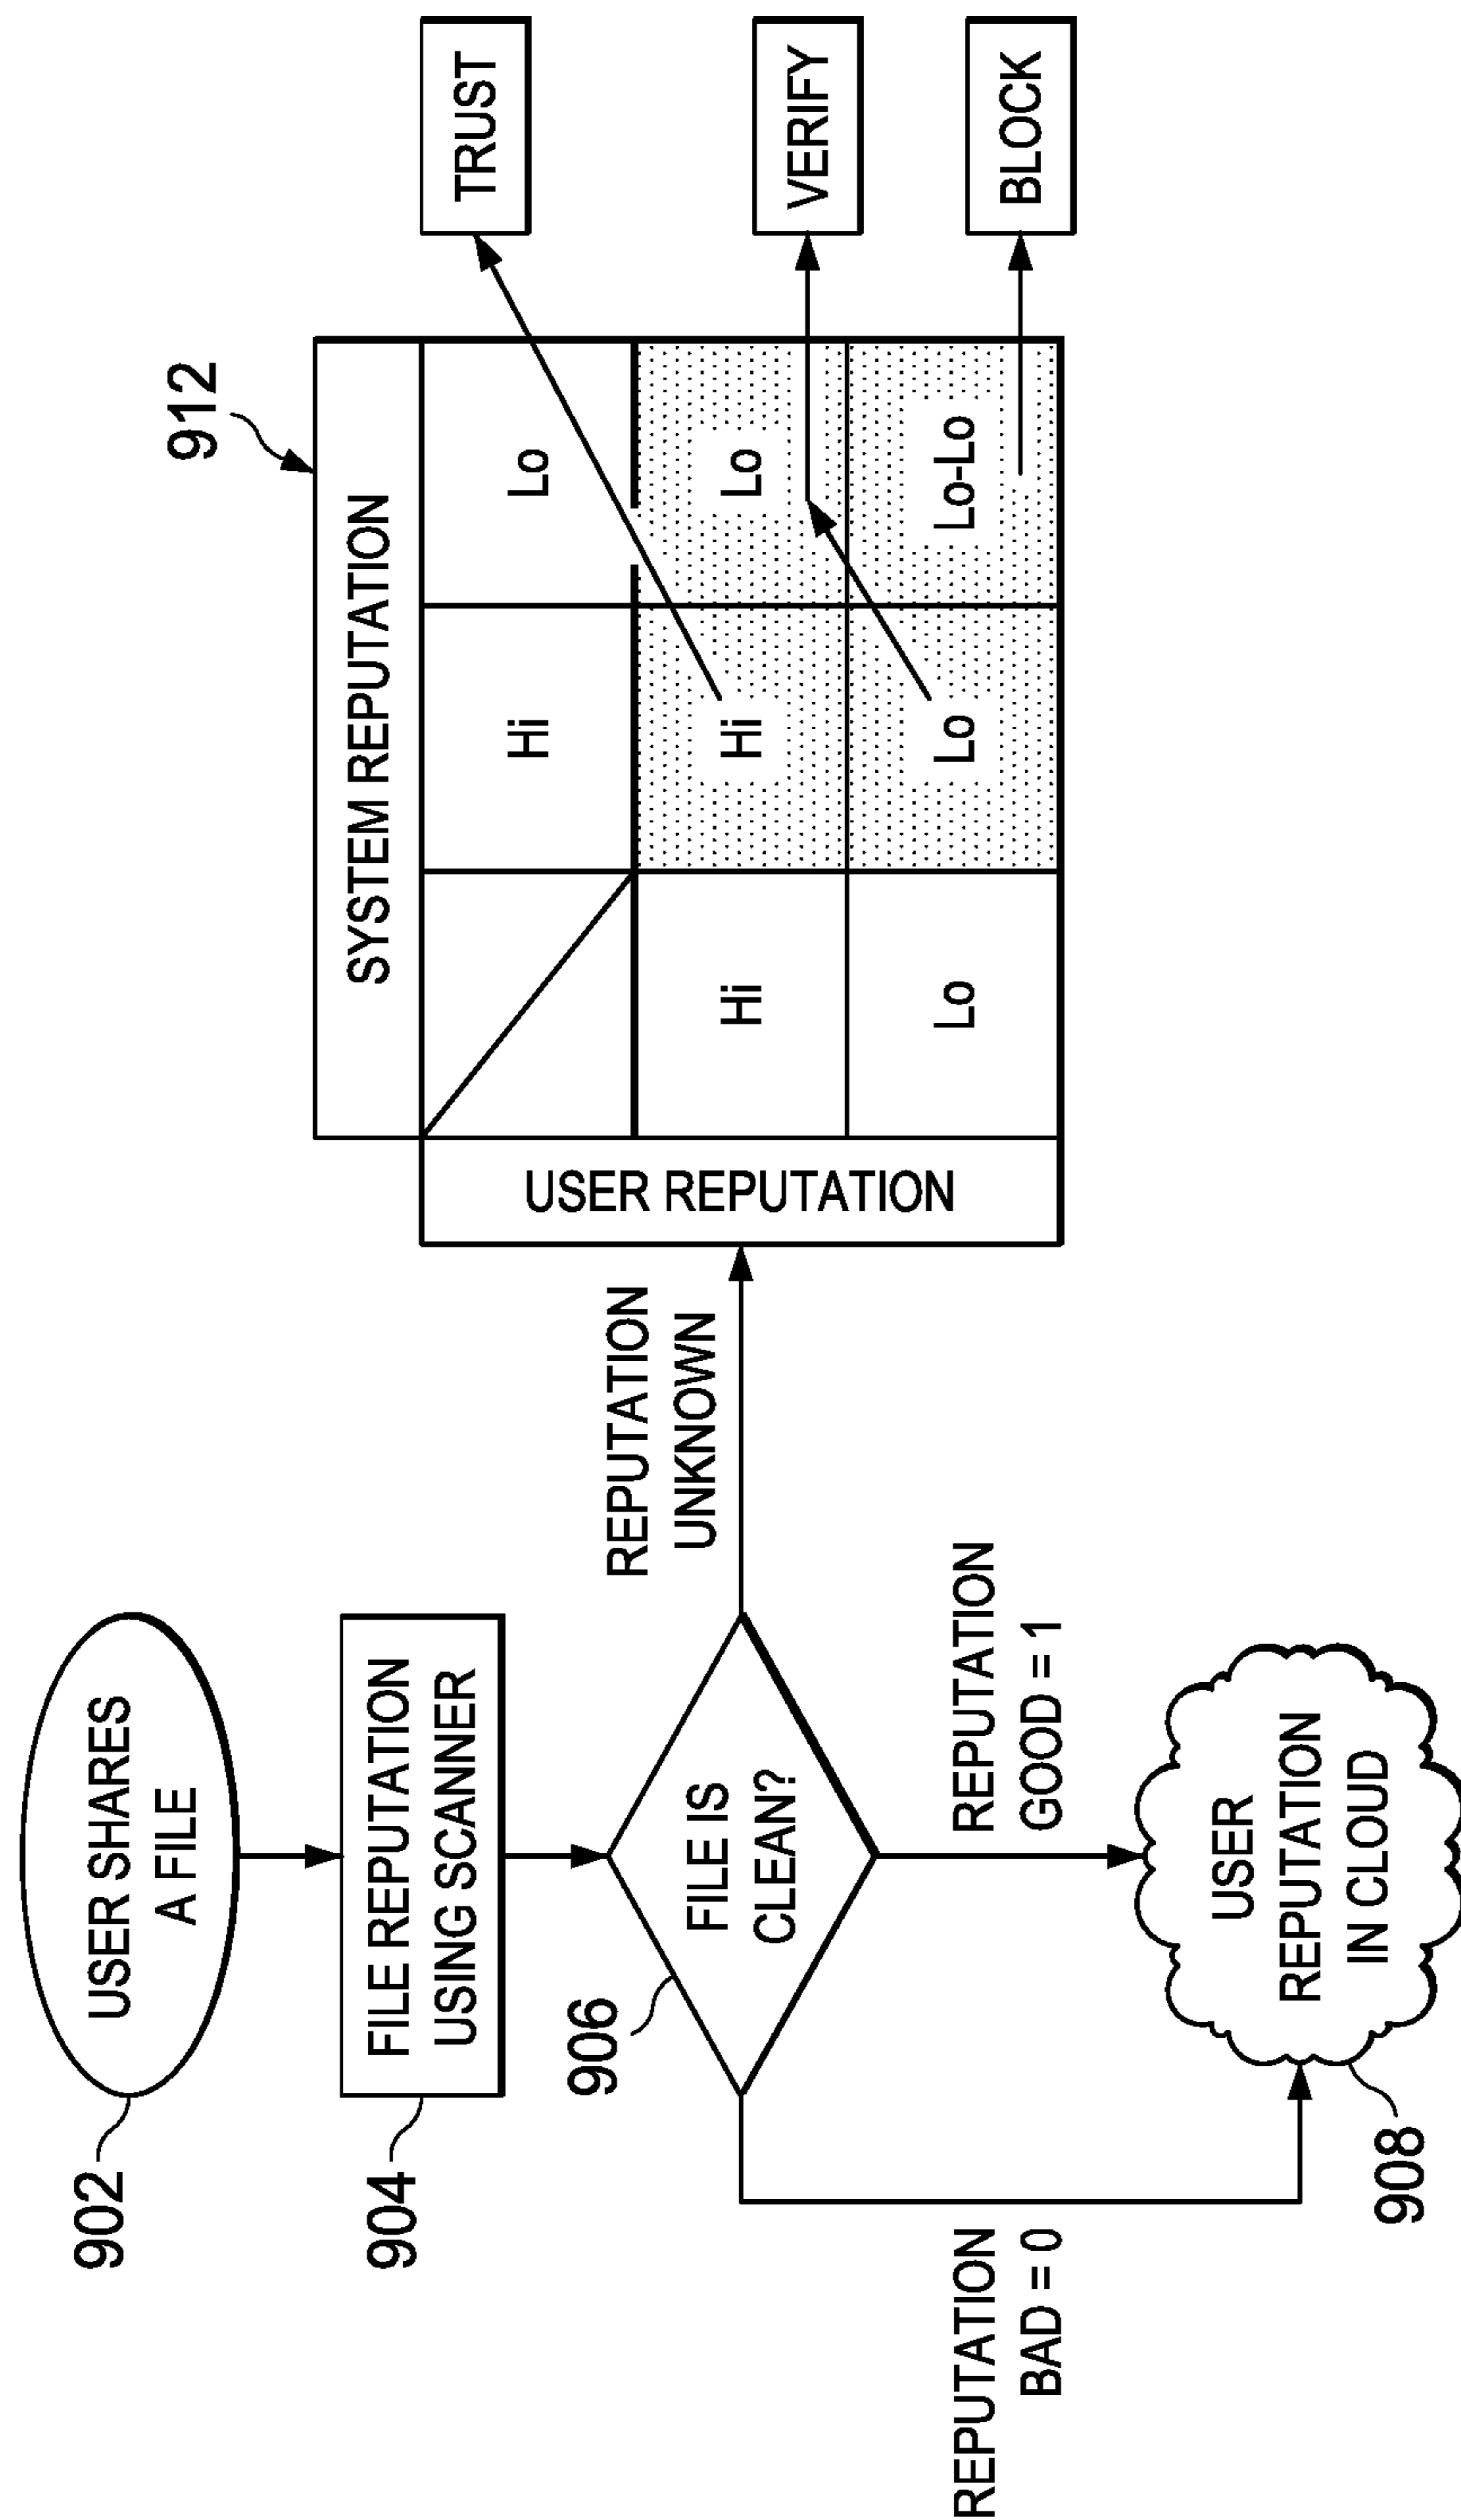 902
USER SHARES
A FILE
904
FILE REPUTATION
USING SCANNER
906
FILE IS
CLEAN?
REPUTATION
BAD = 0
REPUTATION
GOOD = 1
908
USER
REPUTATION
IN CLOUD
REPUTATION
UNKNOWN
912
SYSTEM REPUTATION
USER REPUTATION
Hi
Lo
Hi
Hi
Lo
Lo
Lo
Lo-Lo
TRUST
VERIFY
BLOCK